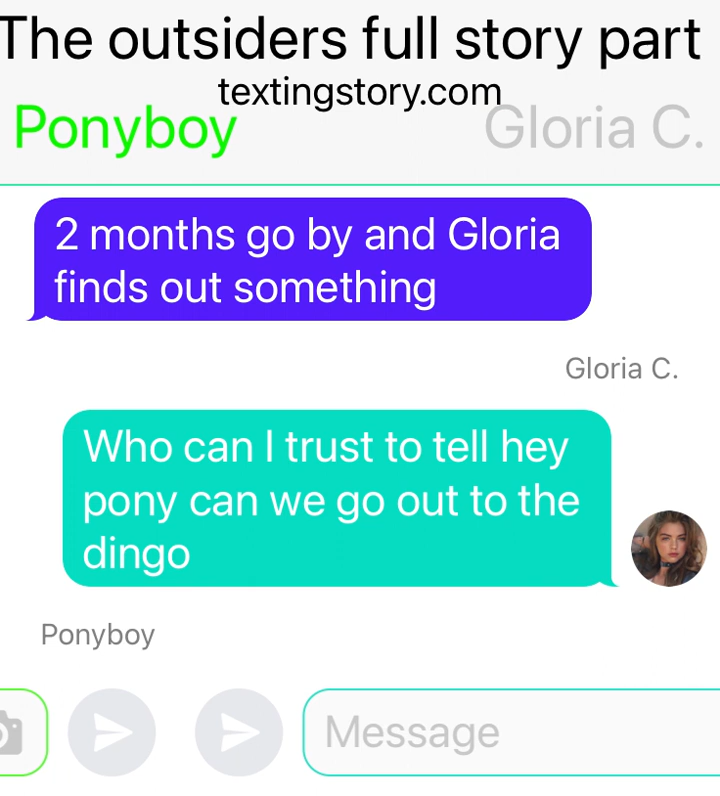 The outsiders full story part
textingstory.com
Ponyboy
Gloria C.
2 months go by and Gloria
finds out something
Gloria C.
Who can I trust to tell hey
pony can we go out to the
dingo
Ponyboy
Message